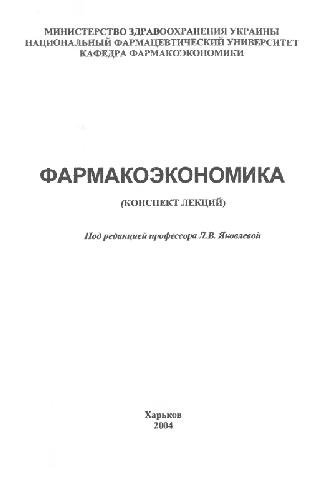 МИНИСТЕРСТВО ЗДРАВООХРАНЕНИЯ УКРАИНЫ
НАЦИОНАЛЬНЫЙ ФАРМАЦЕВТИЧЕСКИЙ УНИВЕРСИТЕТ
КАФЕДРА ФАРМАКОЭКОНОМИКИ
ФАРМАКОЭКОНОМИКА
(КОНСПЕКТ ЛЕКЦИЙ)
Под редакцией профессора Л.В. Яковлевой
Харьков
2004